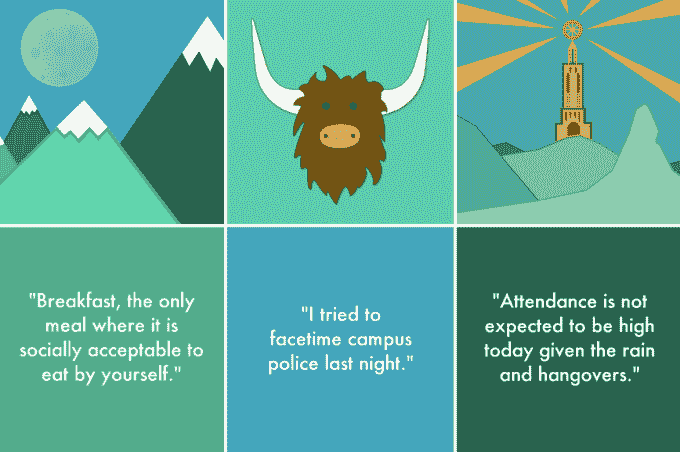 "Breakfast, the only
meal where it is
socially acceptable to
eat by yourself."
"I tried to
facetime campus
police last night."
"Attendance is not
expected to be high
today given the rain
and hangovers."